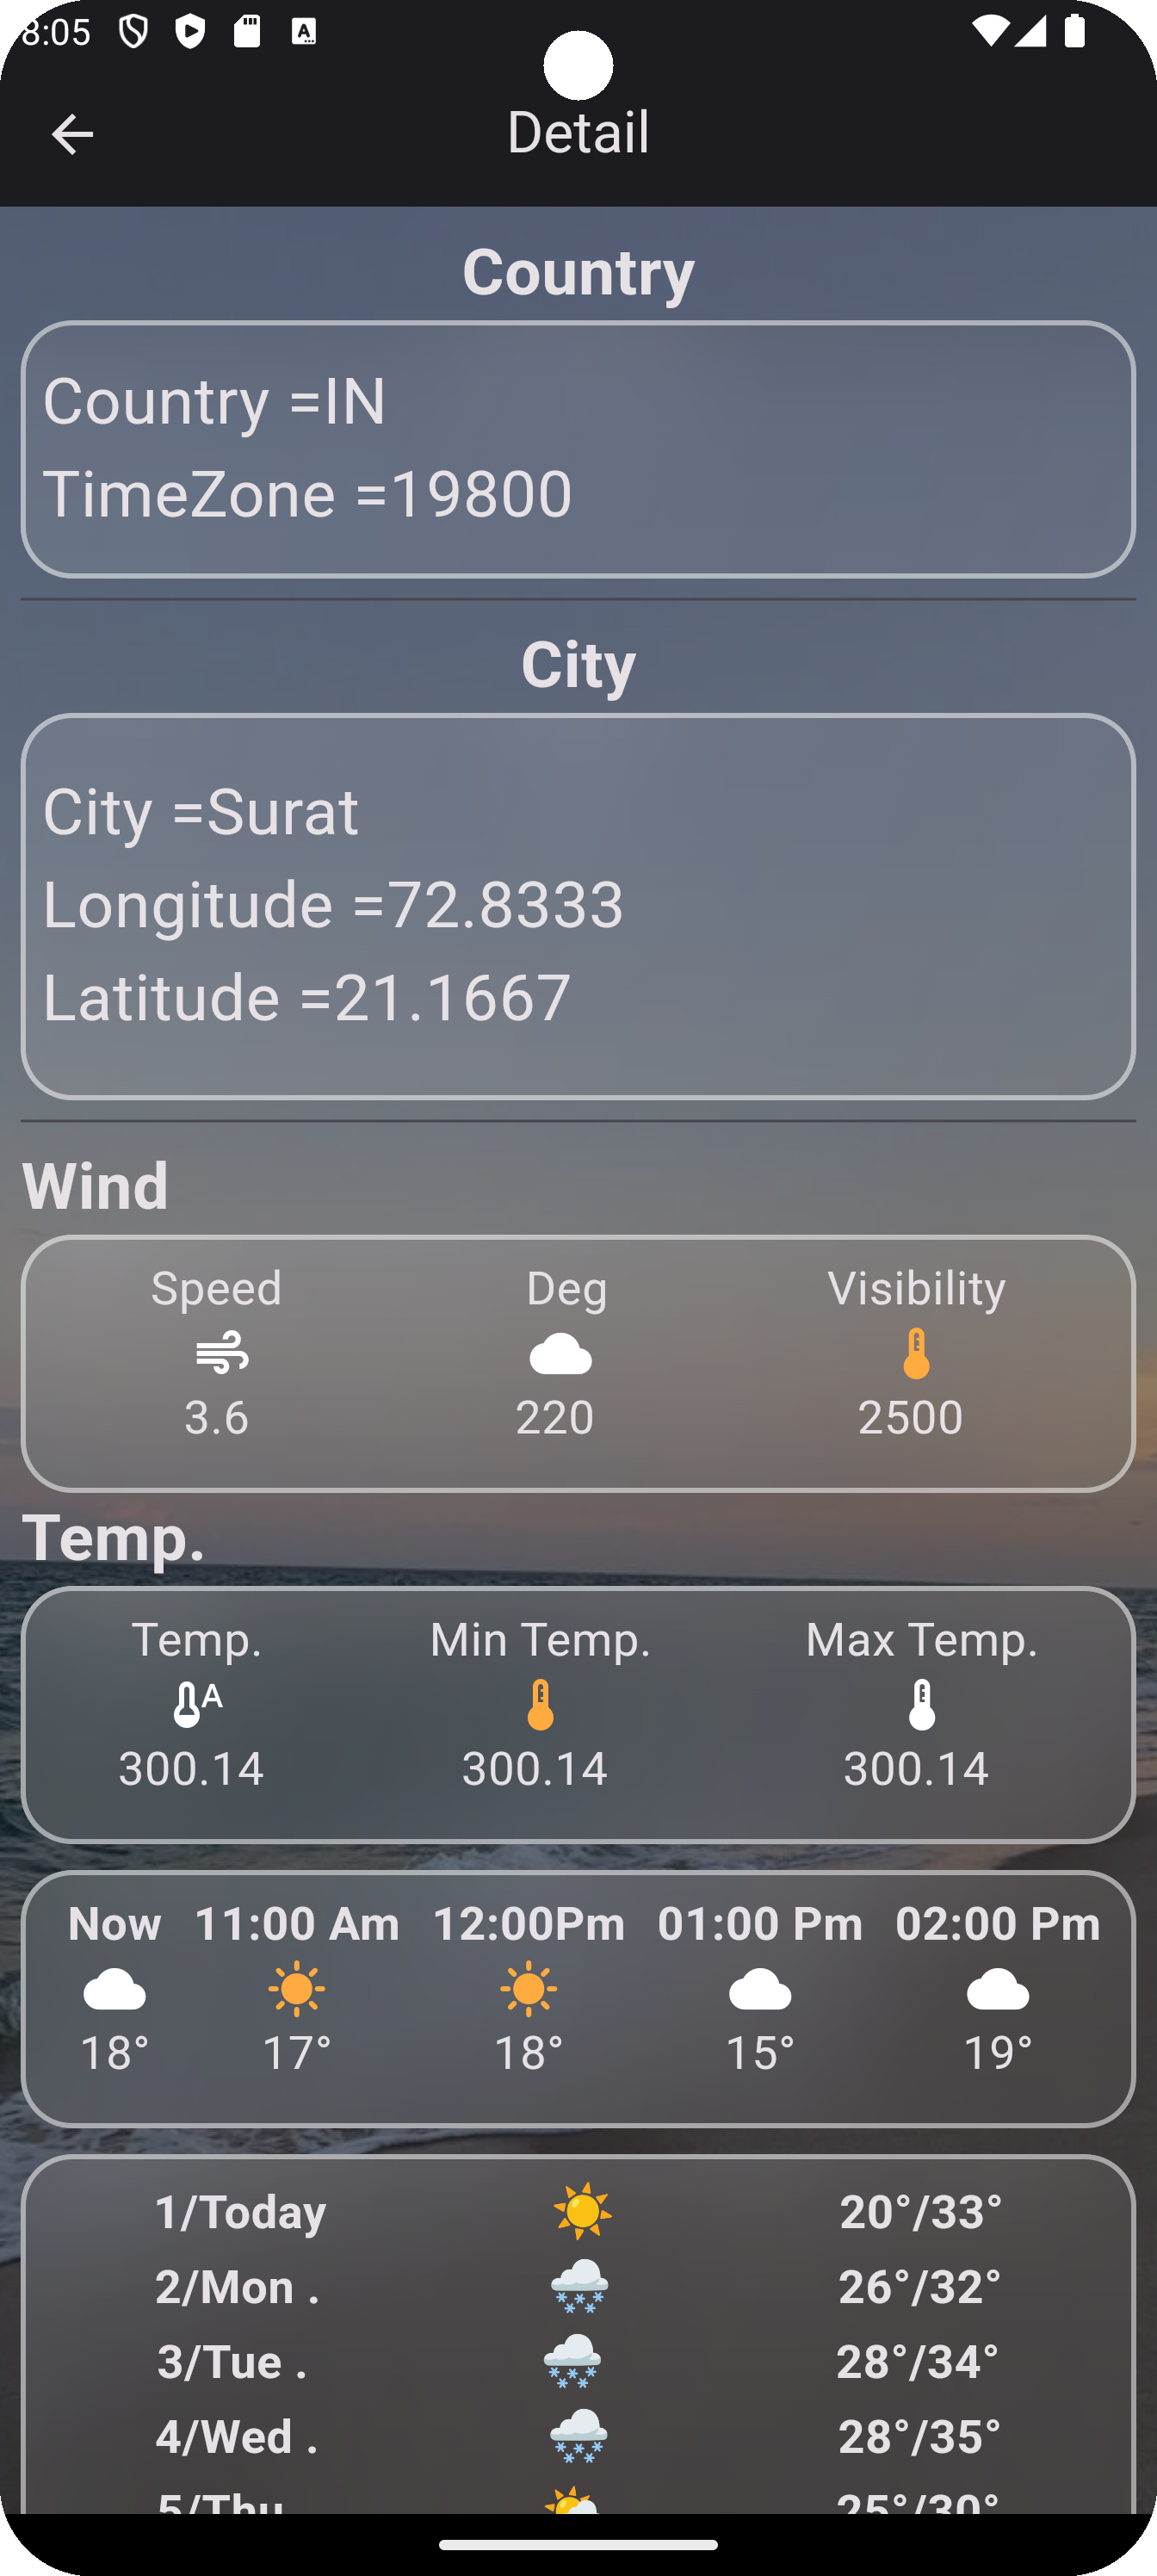 8:05
Detail
Country
Country =IN
TimeZone =19800
City
City =Surat
Longitude =72.8333
Latitude =21.1667
Wind
Speed Deg Visibility
3.6 220 2500
Temp.
Temp. Min Temp. Max Temp.
A
300.14 300.14 300.14
Now 11:00 Am 12:00Pm 01:00 Pm 02:00 Pm
18° 17° 18° 15° 19°
1/Today 20°/33°
2/Mon . 26°/32°
3/Tue . 28°/34°
4/Wed . 28°/35°
5/Thu 25°/30°